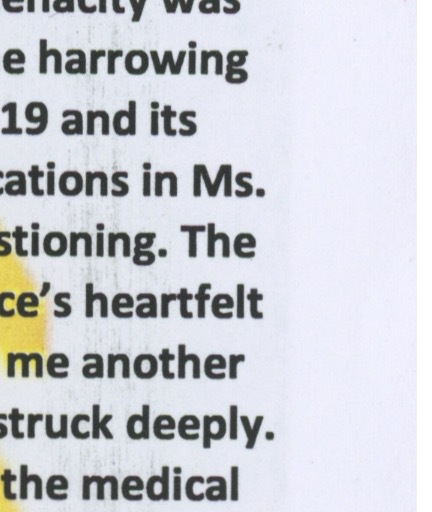 enacity was
e harrowing
19 and its
cations in Ms.
stioning. The
ce's heartfelt
me another
struck deeply.
the medical